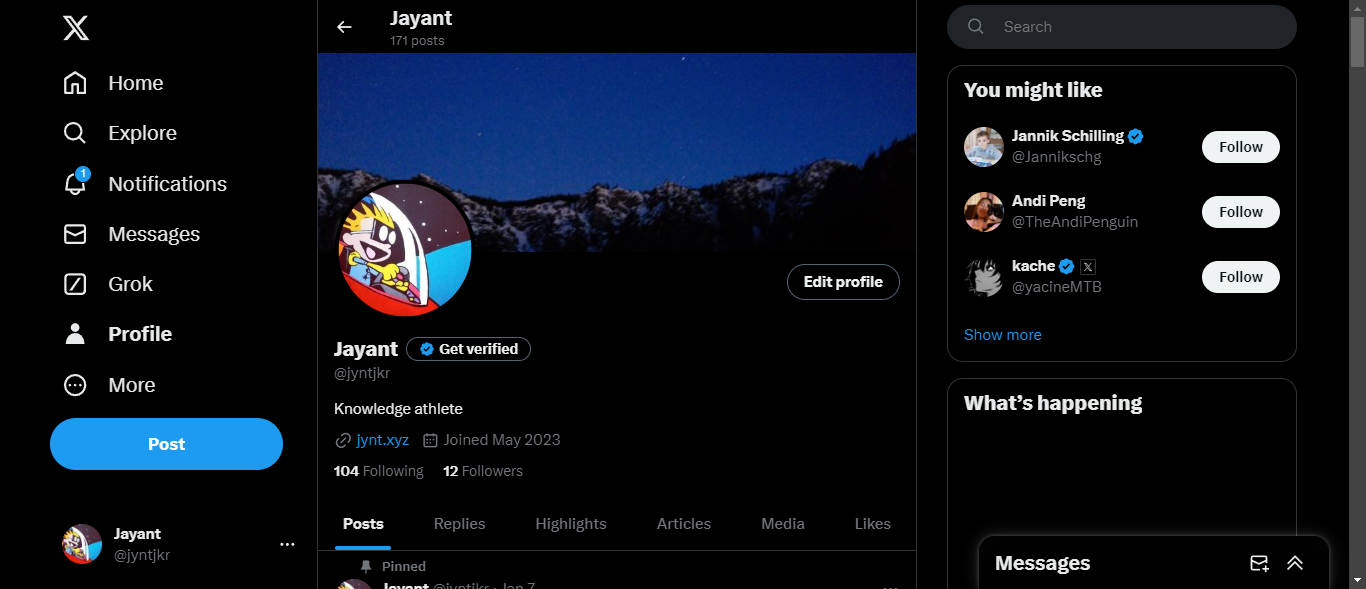 Home
Explore
1
Notifications
Messages
Grok
Profile
More
Post
Jayant
@jyntjkr
Jayant
171 posts
Edit profile
Jayant Get verified
@jyntjkr
Knowledge athlete
jynt.xyz Joined May 2023
104 Following 12 Followers
Posts Replies Highlights Articles Media Likes
Pinned
Jayant @jyntjkr · Jan 7
Search
You might like
Jannik Schilling
@Jannikschg
Follow
Andi Peng
@TheAndiPenguin
Follow
kache
@yacineMTB
Follow
Show more
What’s happening
Messages